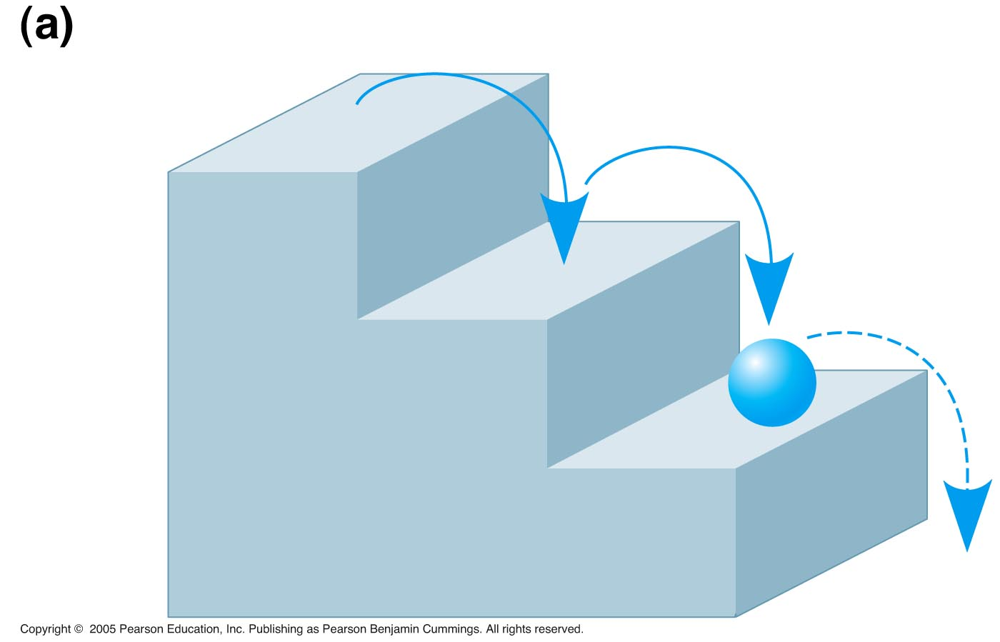 (a)
Copyright © 2005 Pearson Education, Inc. Publishing as Pearson Benjamin Cummings. All rights reserved.